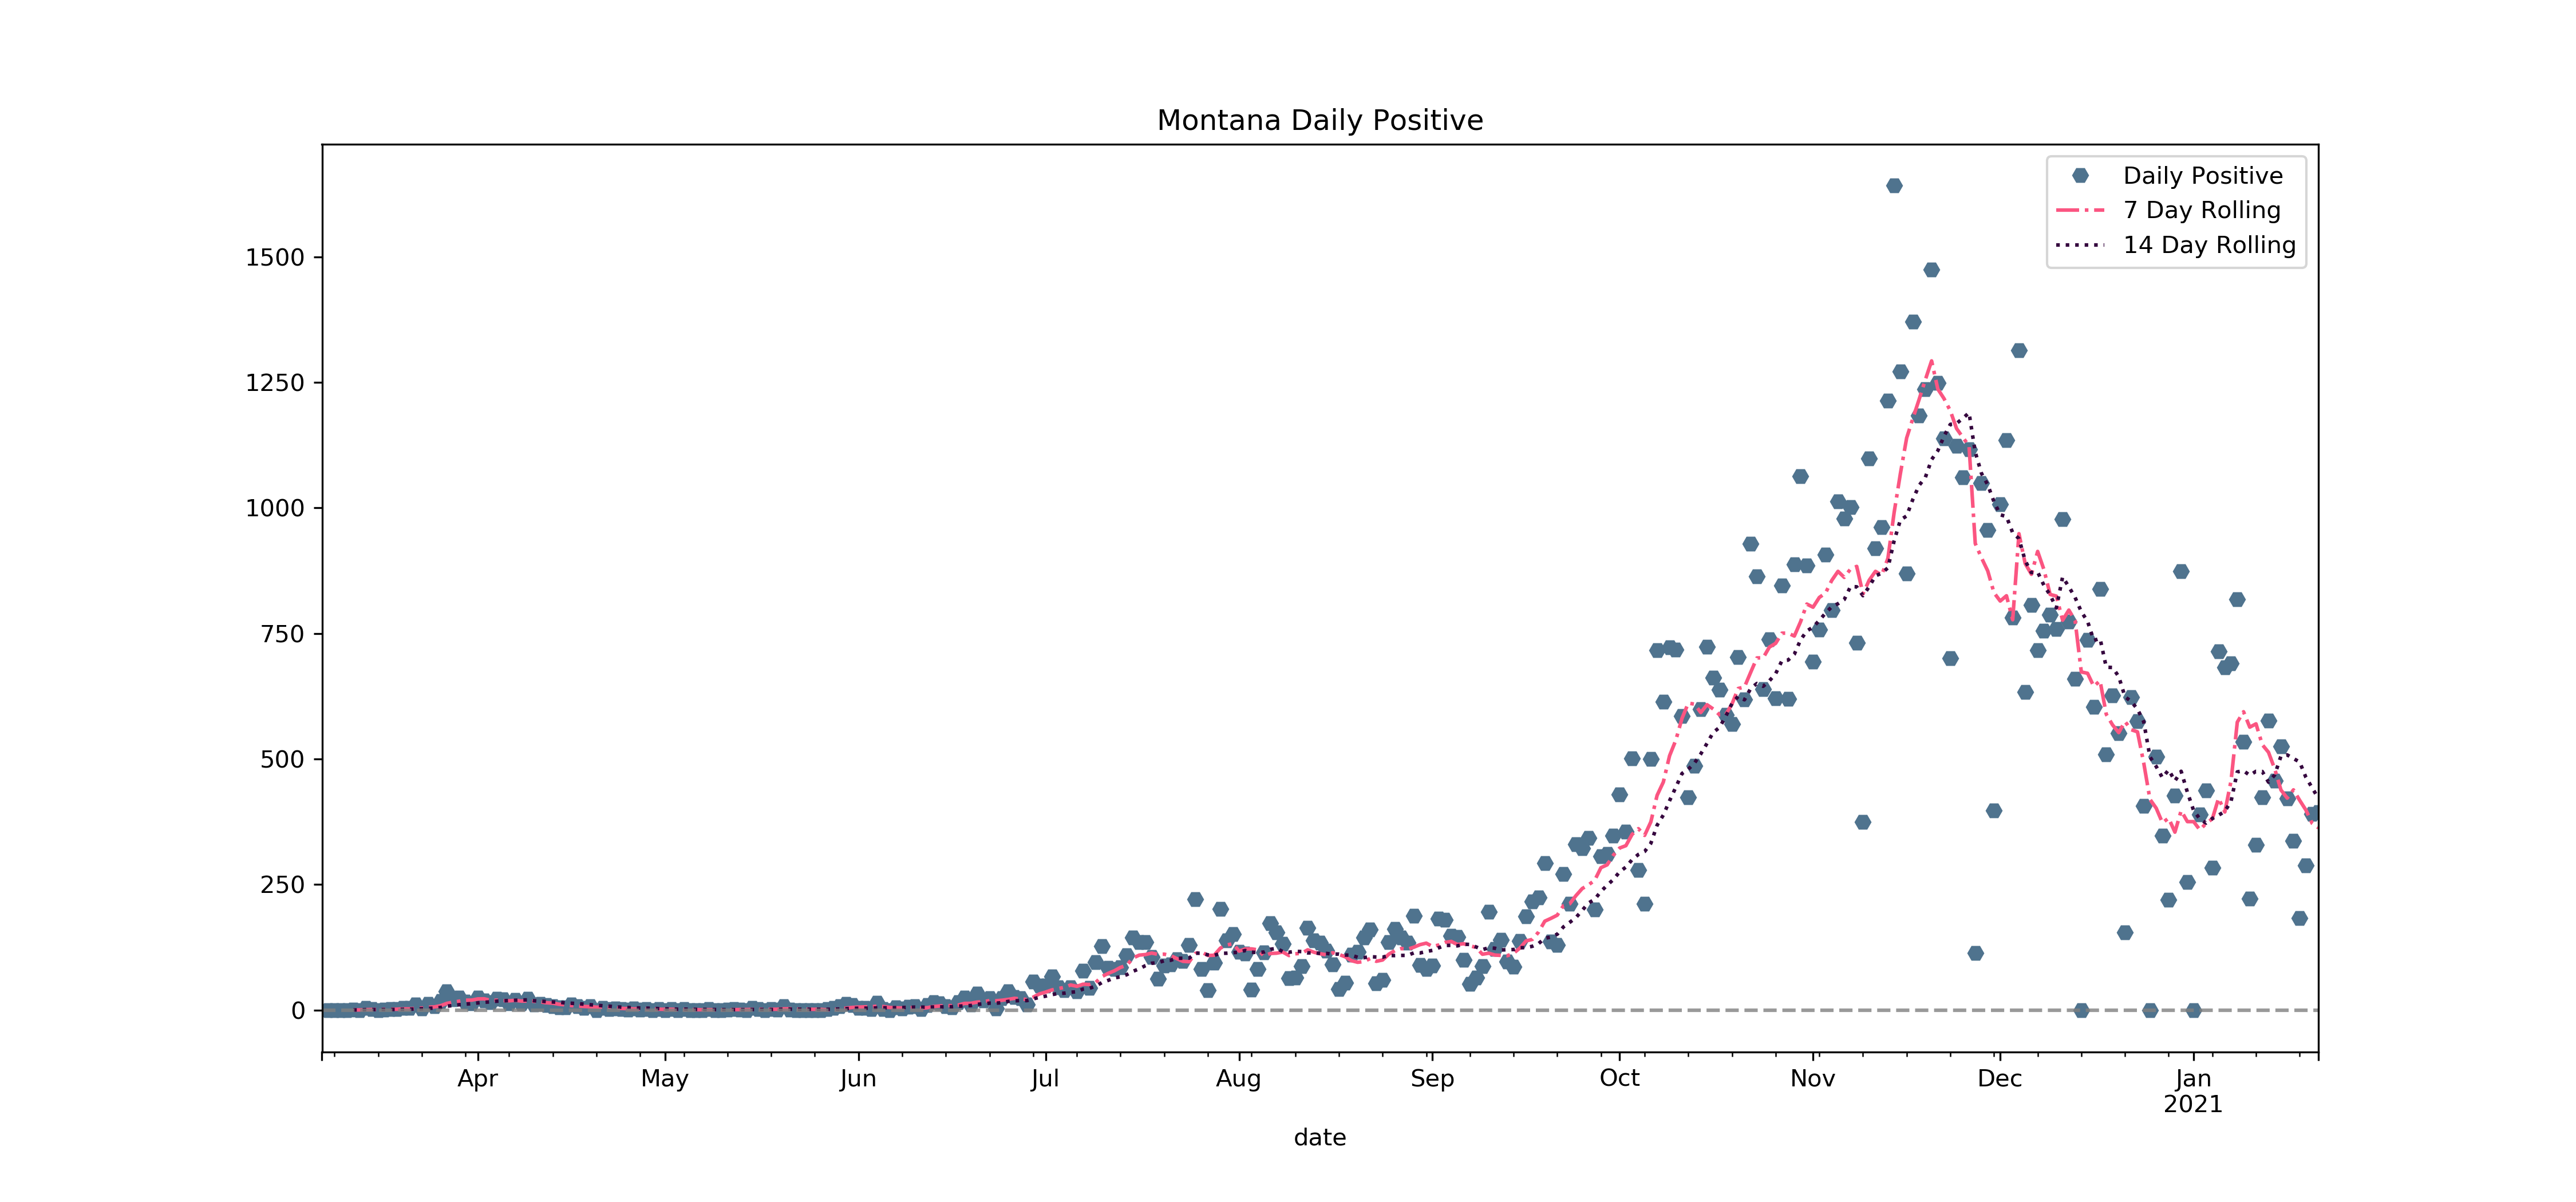 Montana Daily Positive
Daily Positive
7 Day Rolling
14 Day Rolling
1500
1250
1000
750
500
250
0
Apr May Jun Jul Aug Sep Oct Nov Dec Jan
2021
date